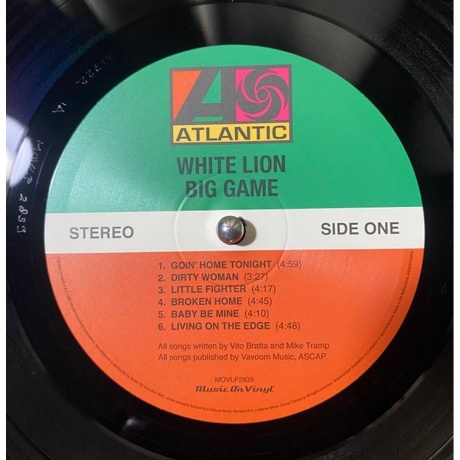 ATLANTIC
WHITE LION
BIG GAME
STEREO
SIDE ONE
1. GOIN' HOME TONIGHT (4:59)
2. DIRTY WOMAN (3:27)
3. LITTLE FIGHTER (4:17)
4. BROKEN HOME (4:45)
5. BABY BE MINE (4:10)
6. LIVING ON THE EDGE (4:48)
All songs written by Vito Bratta and Mike Tramp
All songs published by Vavoom Music, ASCAP.
MOVLP2839
Music On Vinyl
MOVLP2839